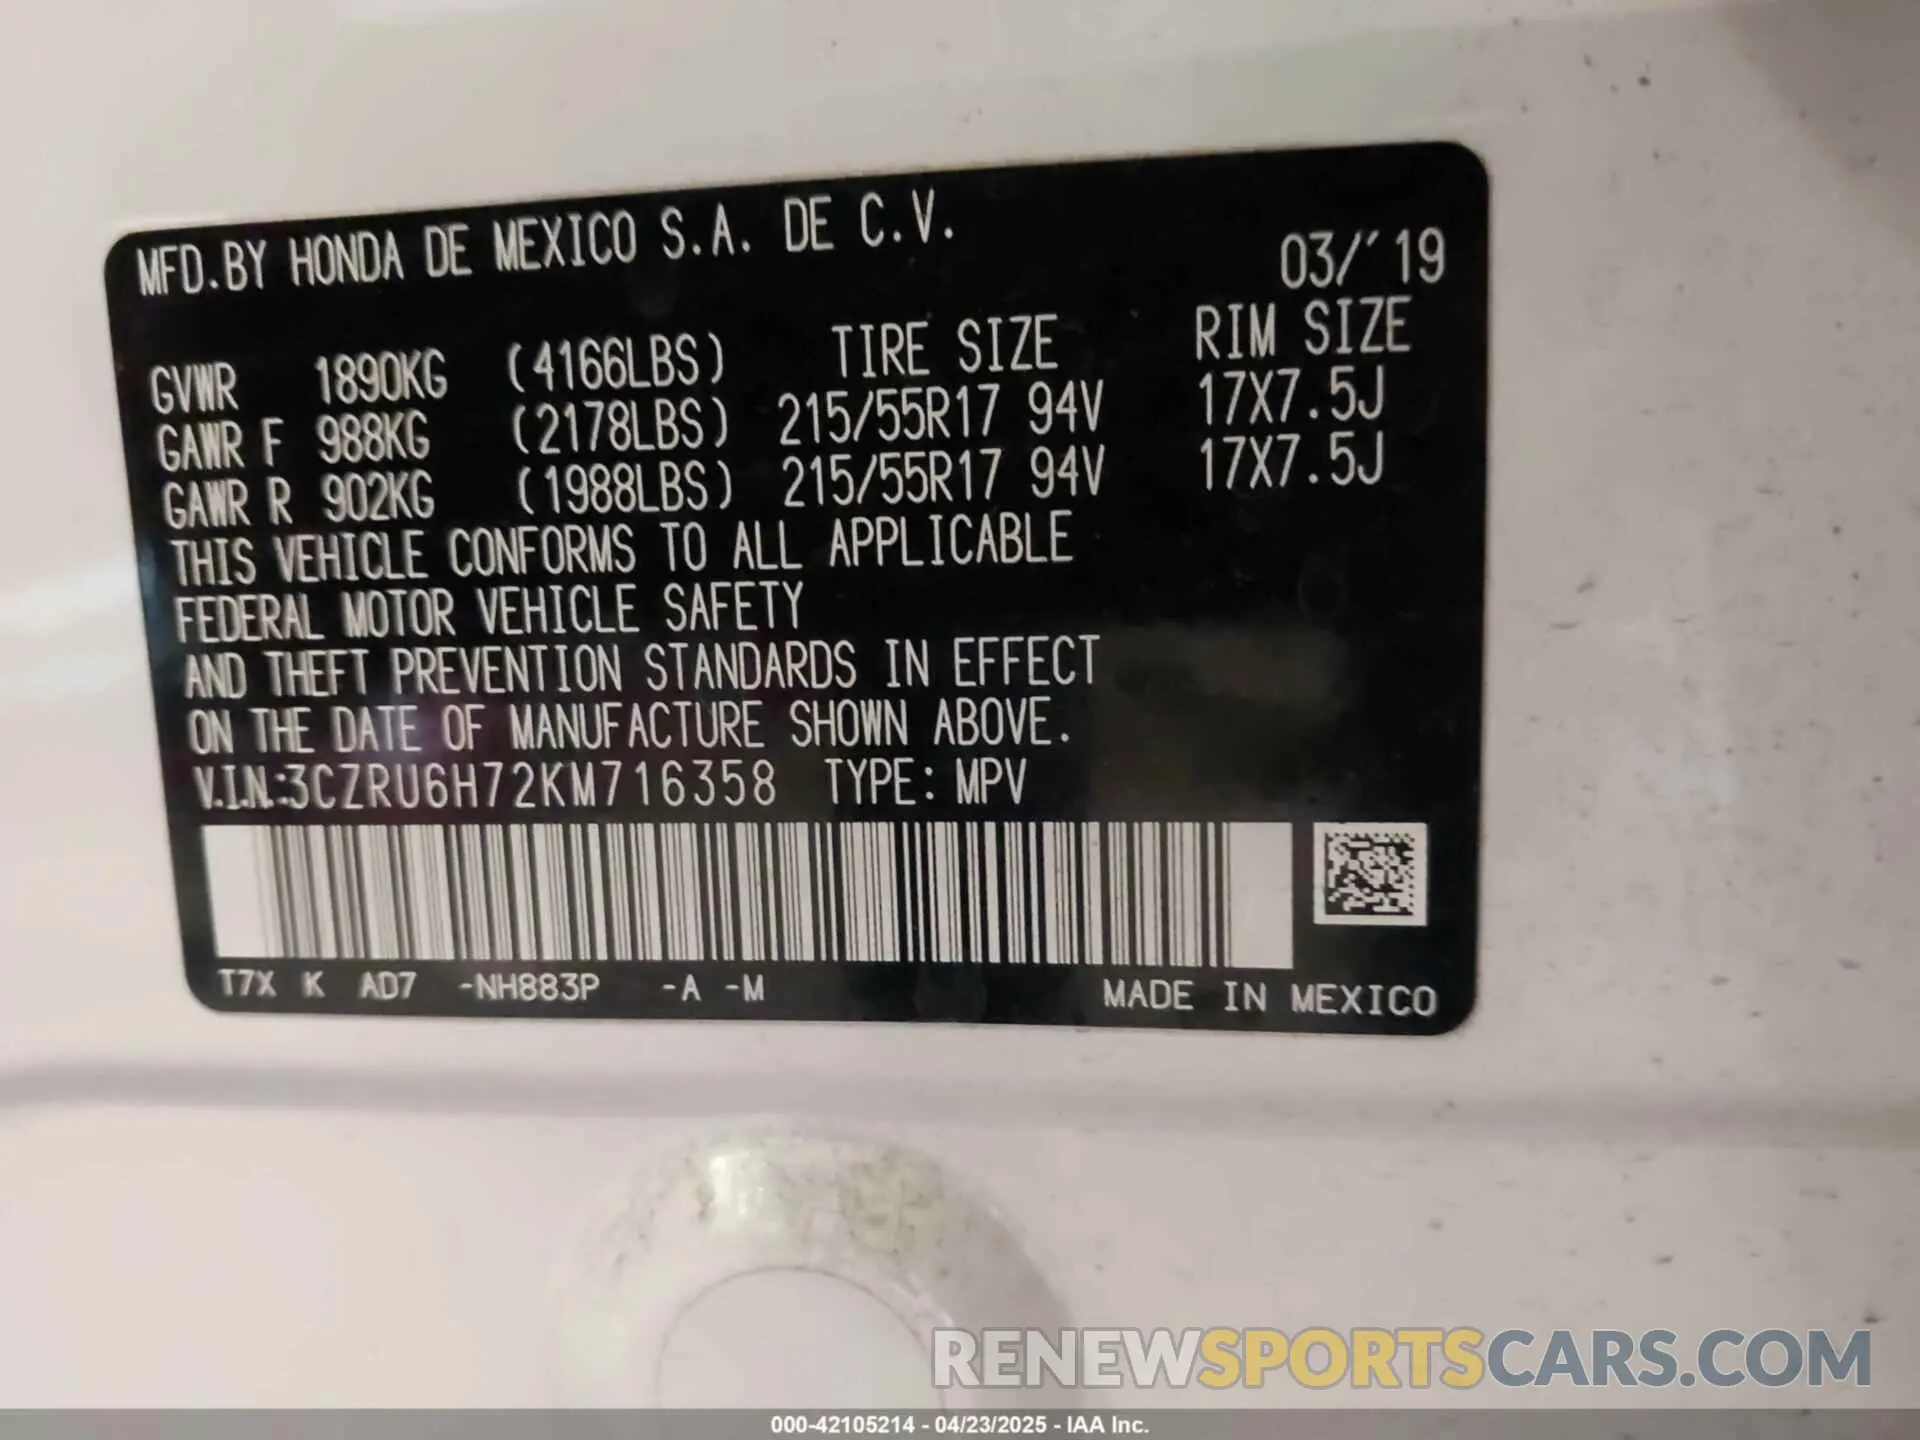 MFD.BY HONDA DE MEXICO S.A. DE C.V.
03/'19
GVWR 1890KG (4166LBS) TIRE SIZE RIM SIZE
GAWR F 988KG (2178LBS) 215/55R17 94V 17X7.5J
GAWR R 902KG (1988LBS) 215/55R17 94V 17X7.5J
THIS VEHICLE CONFORMS TO ALL APPLICABLE
FEDERAL MOTOR VEHICLE SAFETY
AND THEFT PREVENTION STANDARDS IN EFFECT
ON THE DATE OF MANUFACTURE SHOWN ABOVE.
V.I.N.:3CZRU6H72KM716358 TYPE: MPV
T7X K AD7 -NH883P -A -M MADE IN MEXICO
RENEWSPORTSCARS.COM
000-42105214 - 04/23/2025 - IAA Inc.